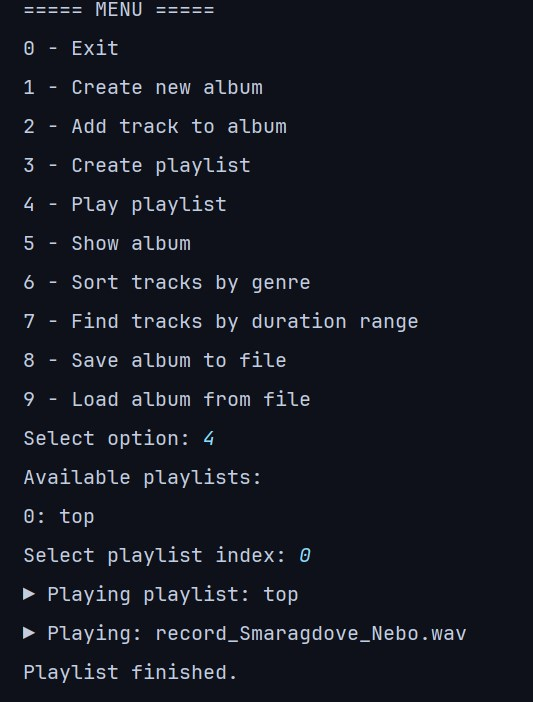 ===== MENU =====
0 - Exit
1 - Create new album
2 - Add track to album
3 - Create playlist
4 - Play playlist
5 - Show album
6 - Sort tracks by genre
7 - Find tracks by duration range
8 - Save album to file
9 - Load album from file
Select option: 4
Available playlists:
0: top
Select playlist index: 0
▶ Playing playlist: top
▶ Playing: record_Smaragdove_Nebo.wav
Playlist finished.